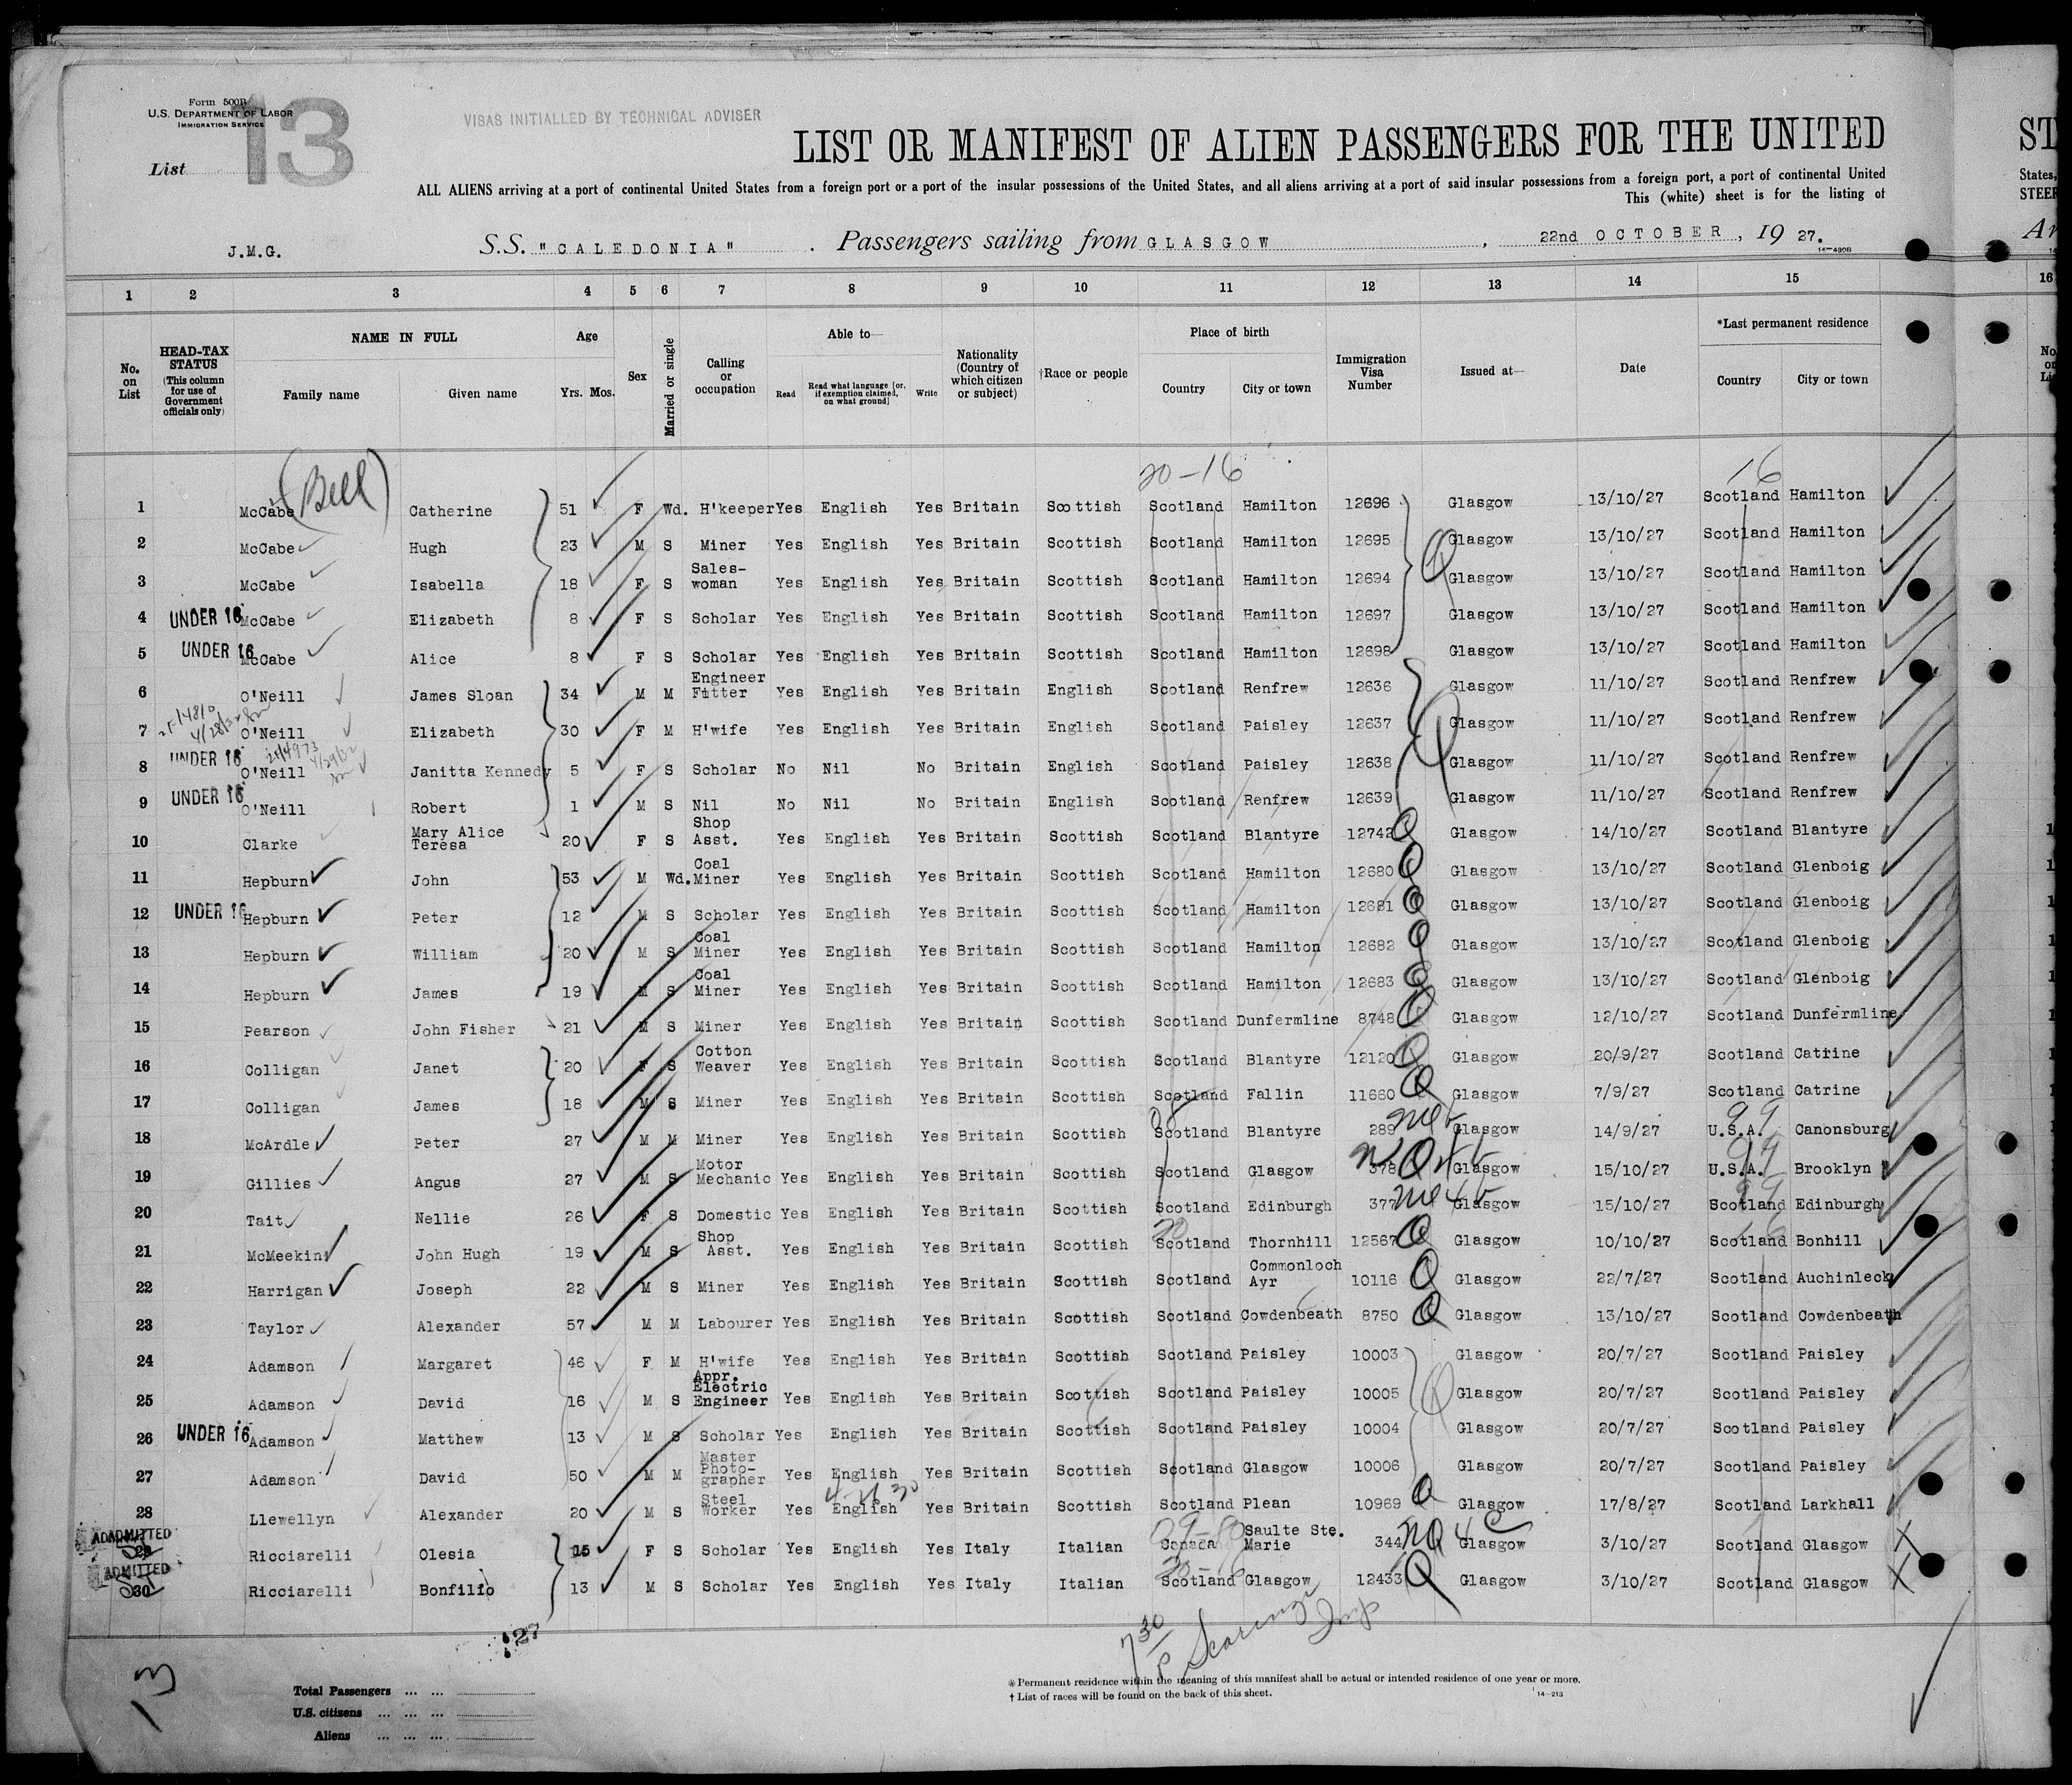 Form 500B
U.S. DEPARTMENT OF LABOR
IMMIGRATION SERVICE
List 13
VISAS INITIALLED BY TECHNICAL ADVISER
LIST OR MANIFEST OF ALIEN PASSENGERS FOR THE UNITED ST
ALL ALIENS arriving at a port of continental United States from a foreign port or a port of the insular possessions of the United States, and all aliens arriving at a port of said insular possessions from a foreign port, a port of continental United States,
This (white) sheet is for the listing of STEER
J.M.G. S.S. "CALEDONIA" . Passengers sailing from GLASGOW , 22nd OCTOBER, 19 27. Ar
14-430B
1 2 3 4 5 6 7 8 9 10 11 12 13 14 15 16
No. on List HEAD-TAX STATUS (This column for use of Government officials only) NAME IN FULL Family name Given name Age Yrs. Mos. Sex Married or single Calling or occupation Able to— Read Read what language [or, if exemption claimed, on what ground] Write Nationality (Country of which citizen or subject) †Race or people Place of birth Country City or town Immigration Visa Number Issued at— Date *Last permanent residence Country City or town
(Bell) 20-16 16
1 McCabe Catherine 51 F Wd. H'keeper Yes English Yes Britain Scottish Scotland Hamilton 12696 Glasgow 13/10/27 Scotland Hamilton
2 McCabe Hugh 23 M S Miner Yes English Yes Britain Scottish Scotland Hamilton 12695 Glasgow 13/10/27 Scotland Hamilton
3 McCabe Isabella 18 F S Sales-woman Yes English Yes Britain Scottish Scotland Hamilton 12694 Glasgow 13/10/27 Scotland Hamilton
4 UNDER 16 McCabe Elizabeth 8 F S Scholar Yes English Yes Britain Scottish Scotland Hamilton 12697 Glasgow 13/10/27 Scotland Hamilton
5 UNDER 16 McCabe Alice 8 F S Scholar Yes English Yes Britain Scottish Scotland Hamilton 12698 Glasgow 13/10/27 Scotland Hamilton
6 O'Neill James Sloan 34 M M Engineer Fitter Yes English Yes Britain English Scotland Renfrew 12636 Glasgow 11/10/27 Scotland Renfrew
7 O'Neill Elizabeth 30 F M H'wife Yes English Yes Britain English Scotland Paisley 12637 Glasgow 11/10/27 Scotland Renfrew
8 UNDER 16 O'Neill Janitta Kennedy 5 F S Scholar No Nil No Britain English Scotland Paisley 12638 Glasgow 11/10/27 Scotland Renfrew
9 UNDER 16 O'Neill Robert 1 M S Nil No Nil No Britain English Scotland Renfrew 12639 Glasgow 11/10/27 Scotland Renfrew
10 Clarke Mary Alice Teresa 20 F S Shop Asst. Yes English Yes Britain Scottish Scotland Blantyre 12742 Glasgow 14/10/27 Scotland Blantyre
11 Hepburn John 53 M Wd. Coal Miner Yes English Yes Britain Scottish Scotland Hamilton 12680 Glasgow 13/10/27 Scotland Glenboig
12 UNDER 16 Hepburn Peter 12 M S Scholar Yes English Yes Britain Scottish Scotland Hamilton 12681 Glasgow 13/10/27 Scotland Glenboig
13 Hepburn William 20 M S Coal Miner Yes English Yes Britain Scottish Scotland Hamilton 12682 Glasgow 13/10/27 Scotland Glenboig
14 Hepburn James 19 M S Coal Miner Yes English Yes Britain Scottish Scotland Hamilton 12683 Glasgow 13/10/27 Scotland Glenboig
15 Pearson John Fisher 21 M S Miner Yes English Yes Britain Scottish Scotland Dunfermline 8748 Glasgow 12/10/27 Scotland Dunfermline
16 Colligan Janet 20 F S Cotton Weaver Yes English Yes Britain Scottish Scotland Blantyre 12120 Glasgow 20/9/27 Scotland Catrine
17 Colligan James 18 M S Miner Yes English Yes Britain Scottish Scotland Fallin 11660 Glasgow 7/9/27 Scotland Catrine
18 McArdle Peter 27 M M Miner Yes English Yes Britain Scottish Scotland Blantyre 289 Glasgow 14/9/27 U.S.A. Canonsburg
19 Gillies Angus 27 M S Motor Mechanic Yes English Yes Britain Scottish Scotland Glasgow 378 Glasgow 15/10/27 U.S.A. Brooklyn
20 Tait Nellie 26 F S Domestic Yes English Yes Britain Scottish Scotland Edinburgh 377 Glasgow 15/10/27 Scotland Edinburgh
21 McMeekin John Hugh 19 M S Shop Asst. Yes English Yes Britain Scottish Scotland Thornhill 12567 Glasgow 10/10/27 Scotland Bonhill
22 Harrigan Joseph 22 M S Miner Yes English Yes Britain Scottish Scotland Commonloch Ayr 10116 Glasgow 22/7/27 Scotland Auchinleck
23 Taylor Alexander 57 M M Labourer Yes English Yes Britain Scottish Scotland Cowdenbeath 8750 Glasgow 13/10/27 Scotland Cowdenbeath
24 Adamson Margaret 46 F M H'wife Yes English Yes Britain Scottish Scotland Paisley 10003 Glasgow 20/7/27 Scotland Paisley
25 Adamson David 16 M S Appr. Electric Engineer Yes English Yes Britain Scottish Scotland Paisley 10005 Glasgow 20/7/27 Scotland Paisley
26 UNDER 16 Adamson Matthew 13 M S Scholar Yes English Yes Britain Scottish Scotland Paisley 10004 Glasgow 20/7/27 Scotland Paisley
27 Adamson David 50 M M Master Photo-grapher Yes English Yes Britain Scottish Scotland Glasgow 10006 Glasgow 20/7/27 Scotland Paisley
28 Llewellyn Alexander 20 M S Steel Worker Yes English Yes Britain Scottish Scotland Plean 10969 Glasgow 17/8/27 Scotland Larkhall
ADMITTED 29 Ricciarelli Olesia 15 F S Scholar Yes English Yes Italy Italian Canada Saulte Ste. Marie 344 Glasgow 3/10/27 Scotland Glasgow X
ADMITTED 30 Ricciarelli Bonfilio 13 M S Scholar Yes English Yes Italy Italian Scotland Glasgow 12433 Glasgow 3/10/27 Scotland Glasgow X
'27
13
Total Passengers ... ...
U.S. citizens ... ... ...
Aliens ... ... ...
* Permanent residence within the meaning of this manifest shall be actual or intended residence of one year or more.
† List of races will be found on the back of this sheet. 14-213